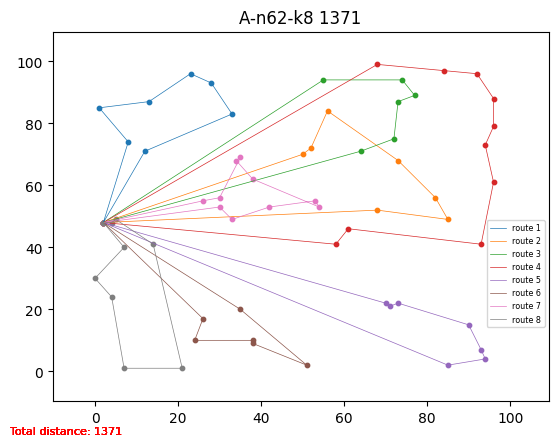 A-n62-k8 1371
100
80
60
40
20
0
0 20 40 60 80 100
route 1
route 2
route 3
route 4
route 5
route 6
route 7
route 8
Total distance: 1371